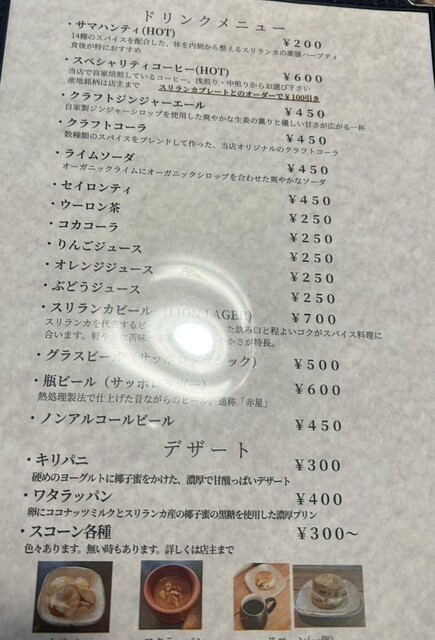 ドリンクメニュー
・サマハンティ(HOT) ￥200
14種のスパイスを配合した、体を内側から整えるスリランカの薬膳ハーブティ
食後が特におすすめ
・スペシャリティコーヒー(HOT) ￥600
当店で自家焙煎しているコーヒー。浅煎り・中煎りからお選び下さい
産地銘柄は店主まで スリランカプレートとのオーダーで￥100引き
・クラフトジンジャーエール ￥450
自家製ジンジャーシロップを使用した爽やかな生姜の薫りと優しい甘さが広がる一杯
・クラフトコーラ ￥450
数種類のスパイスをブレンドして作った、当店オリジナルのクラフトコーラ
・ライムソーダ ￥450
オーガニックライムにオーガニックシロップを合わせた爽やかなソーダ
・セイロンティ ￥450
・ウーロン茶 ￥250
・コカコーラ ￥250
・りんごジュース ￥250
・オレンジジュース ￥250
・ぶどうジュース ￥250
・スリランカビール (LION LAGER) ￥700
スリランカを代表するビ た飲み口と程よいコクがスパイス料理に
合います。軽やかな苦味 かさが特長。
・グラスビール（サッポロ ック） ￥500
・瓶ビール（サッポロ ー） ￥600
熱処理製法で仕上げた昔ながらのビール、通称「赤星」
・ノンアルコールビール ￥450
デザート
・キリパニ ￥300
硬めのヨーグルトに椰子蜜をかけた、濃厚で甘酸っぱいデザート
・ワタラッパン ￥400
卵にココナッツミルクとスリランカ産の椰子蜜の黒糖を使用した濃厚プリン
・スコーン各種 ￥300～
色々あります。無い時もあります。詳しくは店主まで